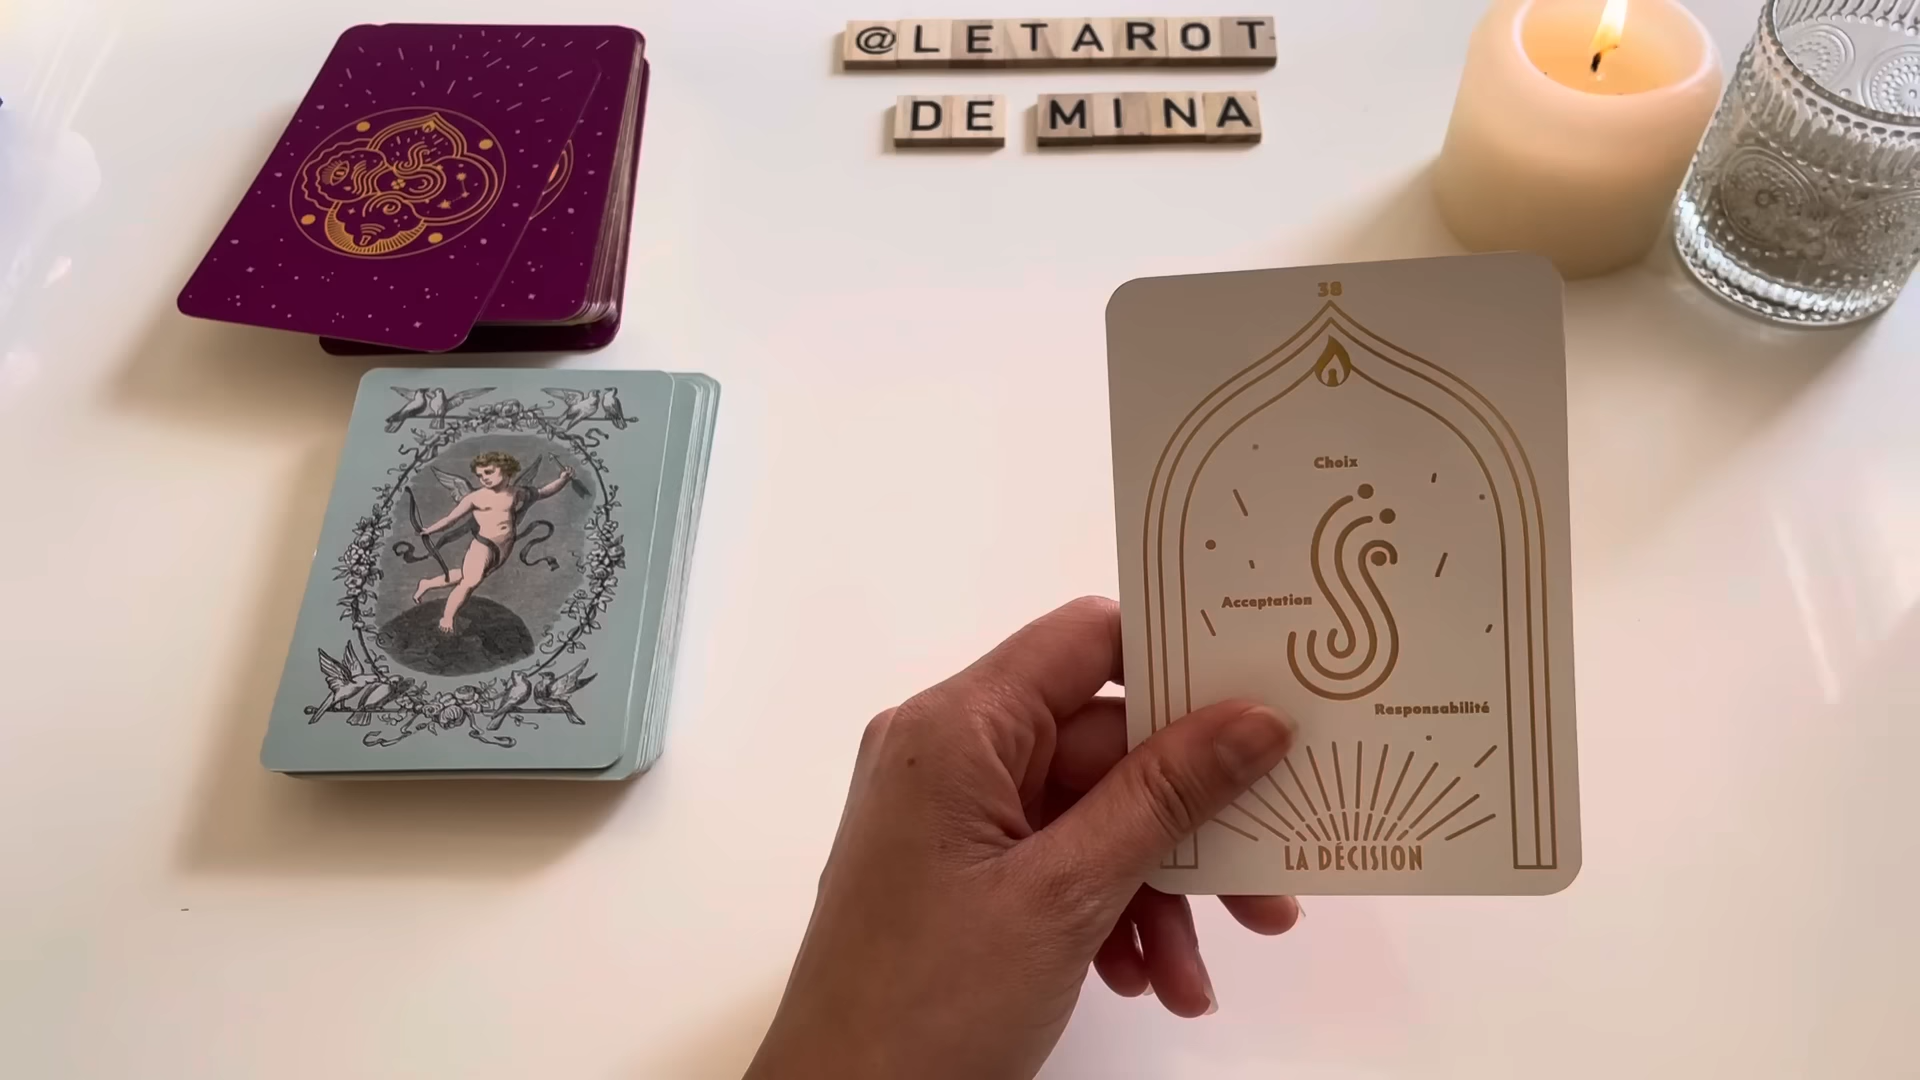 @LETAROT
DE MINA
38
Choix
Acceptation
Responsabilité
LA DÉCISION